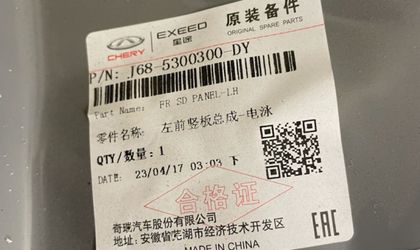 CHERY
EXEED
星途
原装备件
ORIGINAL SPARE PARTS
P/N: J68-5300300-DY
MADE IN CHINA
Part Name: FR SD PANEL-LH
零件名称: 左前竖板总成-电泳
QTY/数量: 1
Date: 23/04/17 03:03 下
合格证
奇瑞汽车股份有限公司
地址: 安徽省芜湖市经济技术开发区
EAC